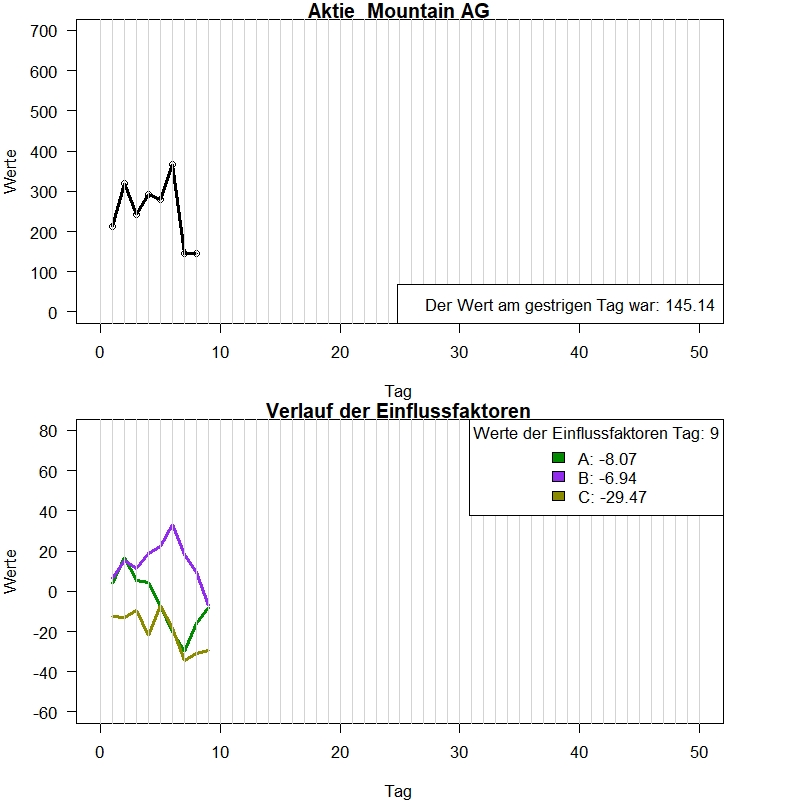 Aktie  Mountain AG
700
600
500
400
300
200
100
0
Werte
Der Wert am gestrigen Tag war: 145.14
0 10 20 30 40 50
Tag
Verlauf der Einflussfaktoren
80
60
40
20
0
-20
-40
-60
Werte
Werte der Einflussfaktoren Tag: 9
A: -8.07
B: -6.94
C: -29.47
0 10 20 30 40 50
Tag